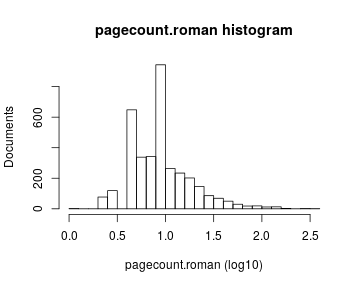 pagecount.roman histogram
Documents
600
200
0
0.0 0.5 1.0 1.5 2.0 2.5
pagecount.roman (log10)